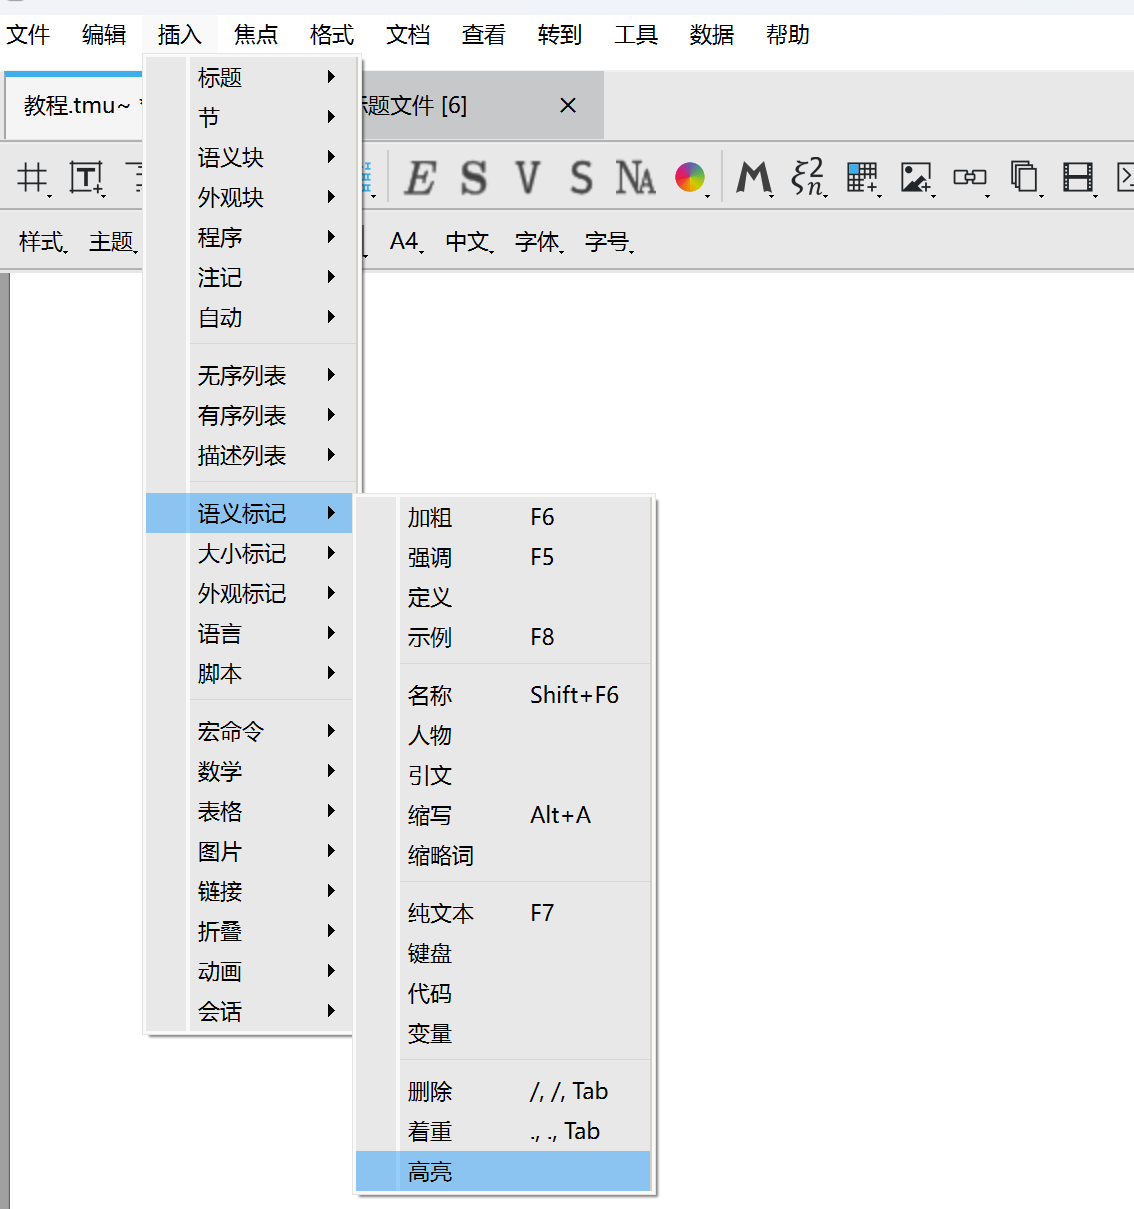 文件 编辑 插入 焦点 格式 文档 查看 转到 工具 数据 帮助
教程.tmu~ 题文件 [6] ×
E S V S NA
样式 主题 A4 中文 字体 字号
标题
节
语义块
外观块
程序
注记
自动
无序列表
有序列表
描述列表
语义标记
大小标记
外观标记
语言
脚本
宏命令
数学
表格
图片
链接
折叠
动画
会话
加粗 F6
强调 F5
定义
示例 F8
名称 Shift+F6
人物
引文
缩写 Alt+A
缩略词
纯文本 F7
键盘
代码
变量
删除 /, /, Tab
着重 ., ., Tab
高亮